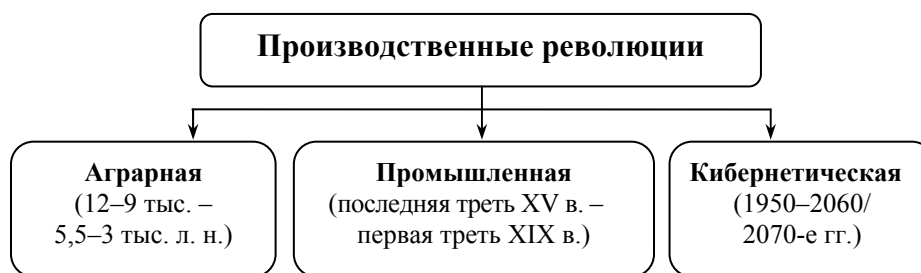 Производственные революции
Аграрная
(12–9 тыс. –
5,5–3 тыс. л. н.)
Промышленная
(последняя треть XV в. –
первая треть XIX в.)
Кибернетическая
(1950–2060/
2070-е гг.)